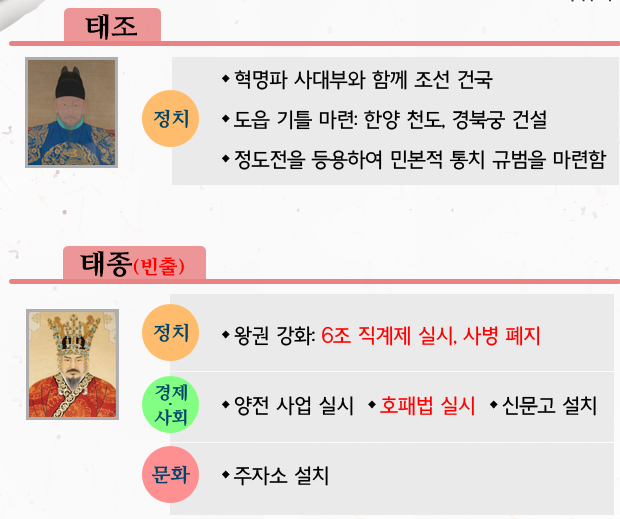 태조
정치
◆ 혁명파 사대부와 함께 조선 건국
◆ 도읍 기틀 마련: 한양 천도, 경복궁 건설
◆ 정도전을 등용하여 민본적 통치 규범을 마련함
태종(빈출)
정치
◆ 왕권 강화: 6조 직계제 실시, 사병 폐지
경제·사회
◆ 양전 사업 실시 ◆ 호패법 실시 ◆ 신문고 설치
문화
◆ 주자소 설치